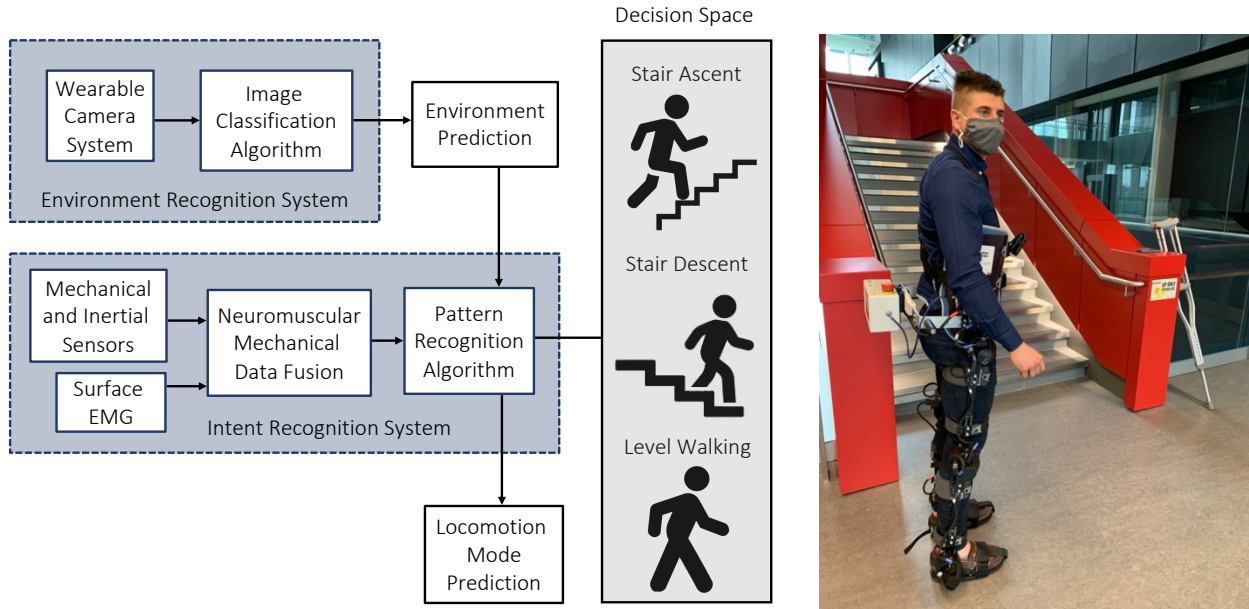 Decision Space
Wearable
Camera
System
Image
Classification
Algorithm
Environment Recognition System
Environment
Prediction
Mechanical
and Inertial
Sensors
Surface
EMG
Neuromuscular
Mechanical
Data Fusion
Pattern
Recognition
Algorithm
Intent Recognition System
Locomotion
Mode
Prediction
Stair Ascent
Stair Descent
Level Walking
UP ONLY